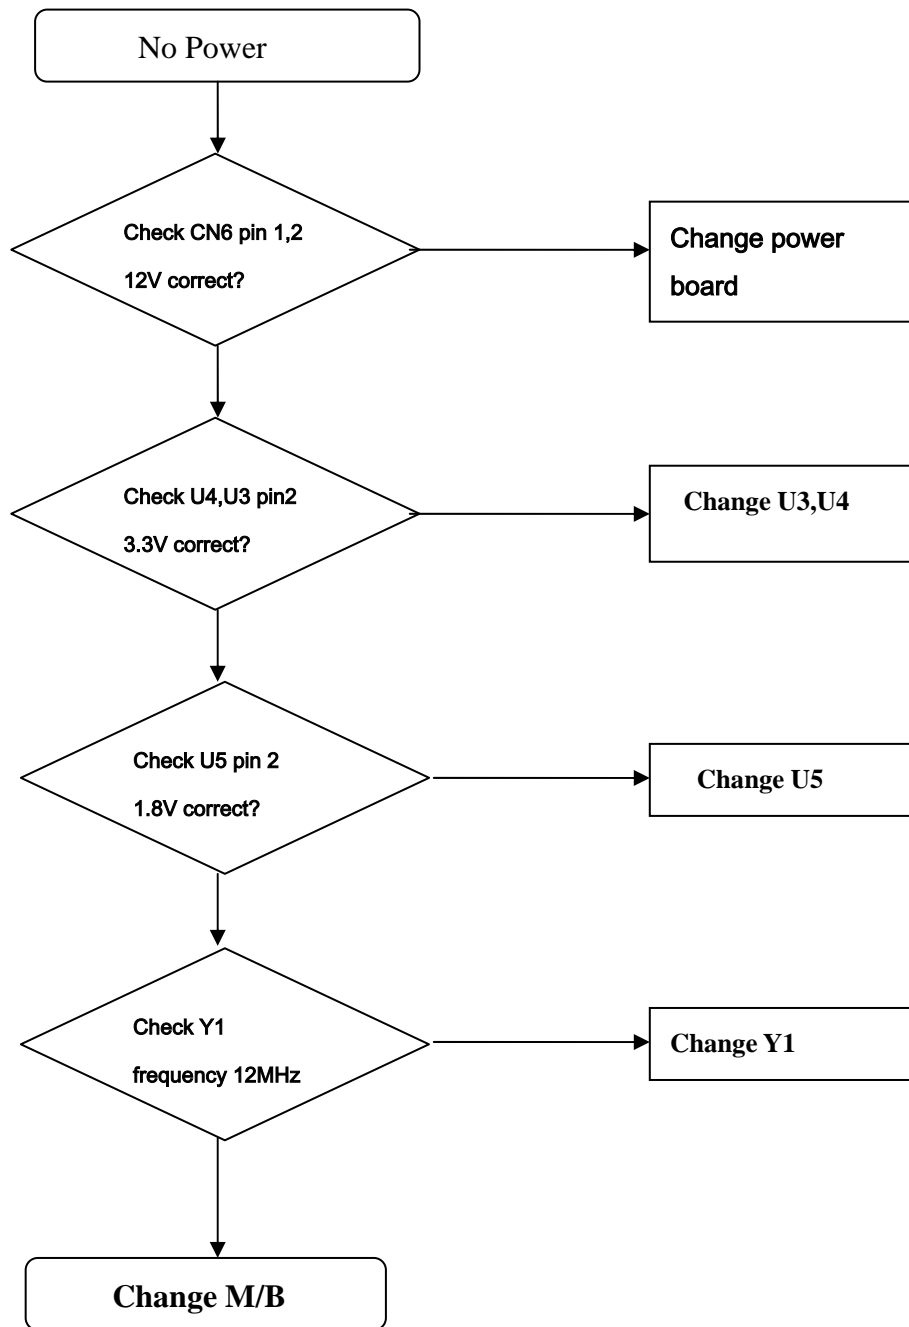 No Power
Check CN6 pin 1,2
12V correct?
Change power
board
Check U4,U3 pin2
3.3V correct?
Change U3,U4
Check U5 pin 2
1.8V correct?
Change U5
Check Y1
frequency 12MHz
Change Y1
Change M/B